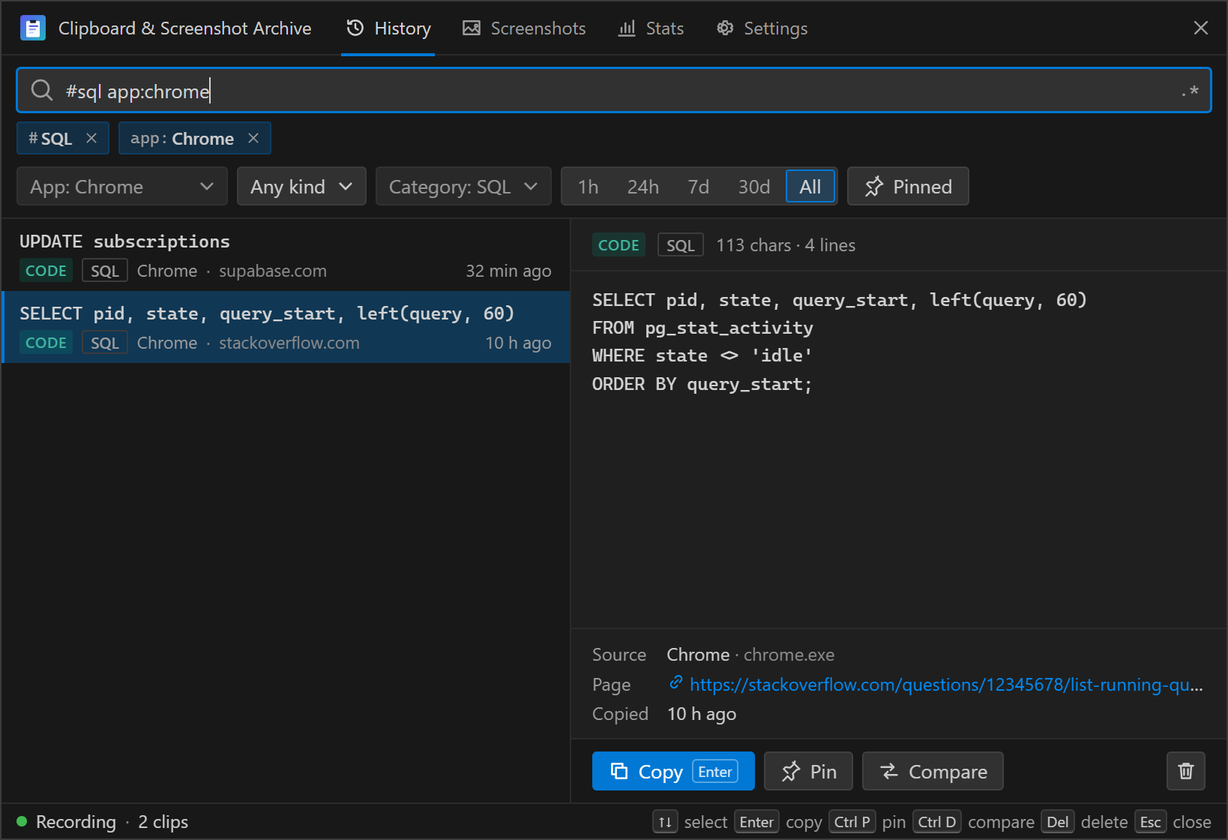 Clipboard & Screenshot Archive History Screenshots Stats Settings
#sql app:chrome .*
# SQL app: Chrome
App: Chrome Any kind Category: SQL 1h 24h 7d 30d All Pinned
UPDATE subscriptions
CODE SQL Chrome · supabase.com 32 min ago
SELECT pid, state, query_start, left(query, 60)
CODE SQL Chrome · stackoverflow.com 10 h ago
CODE SQL 113 chars · 4 lines
SELECT pid, state, query_start, left(query, 60)
FROM pg_stat_activity
WHERE state <> 'idle'
ORDER BY query_start;
Source Chrome · chrome.exe
Page https://stackoverflow.com/questions/12345678/list-running-qu...
Copied 10 h ago
Copy Enter Pin Compare
Recording · 2 clips ↑↓ select Enter copy Ctrl P pin Ctrl D compare Del delete Esc close